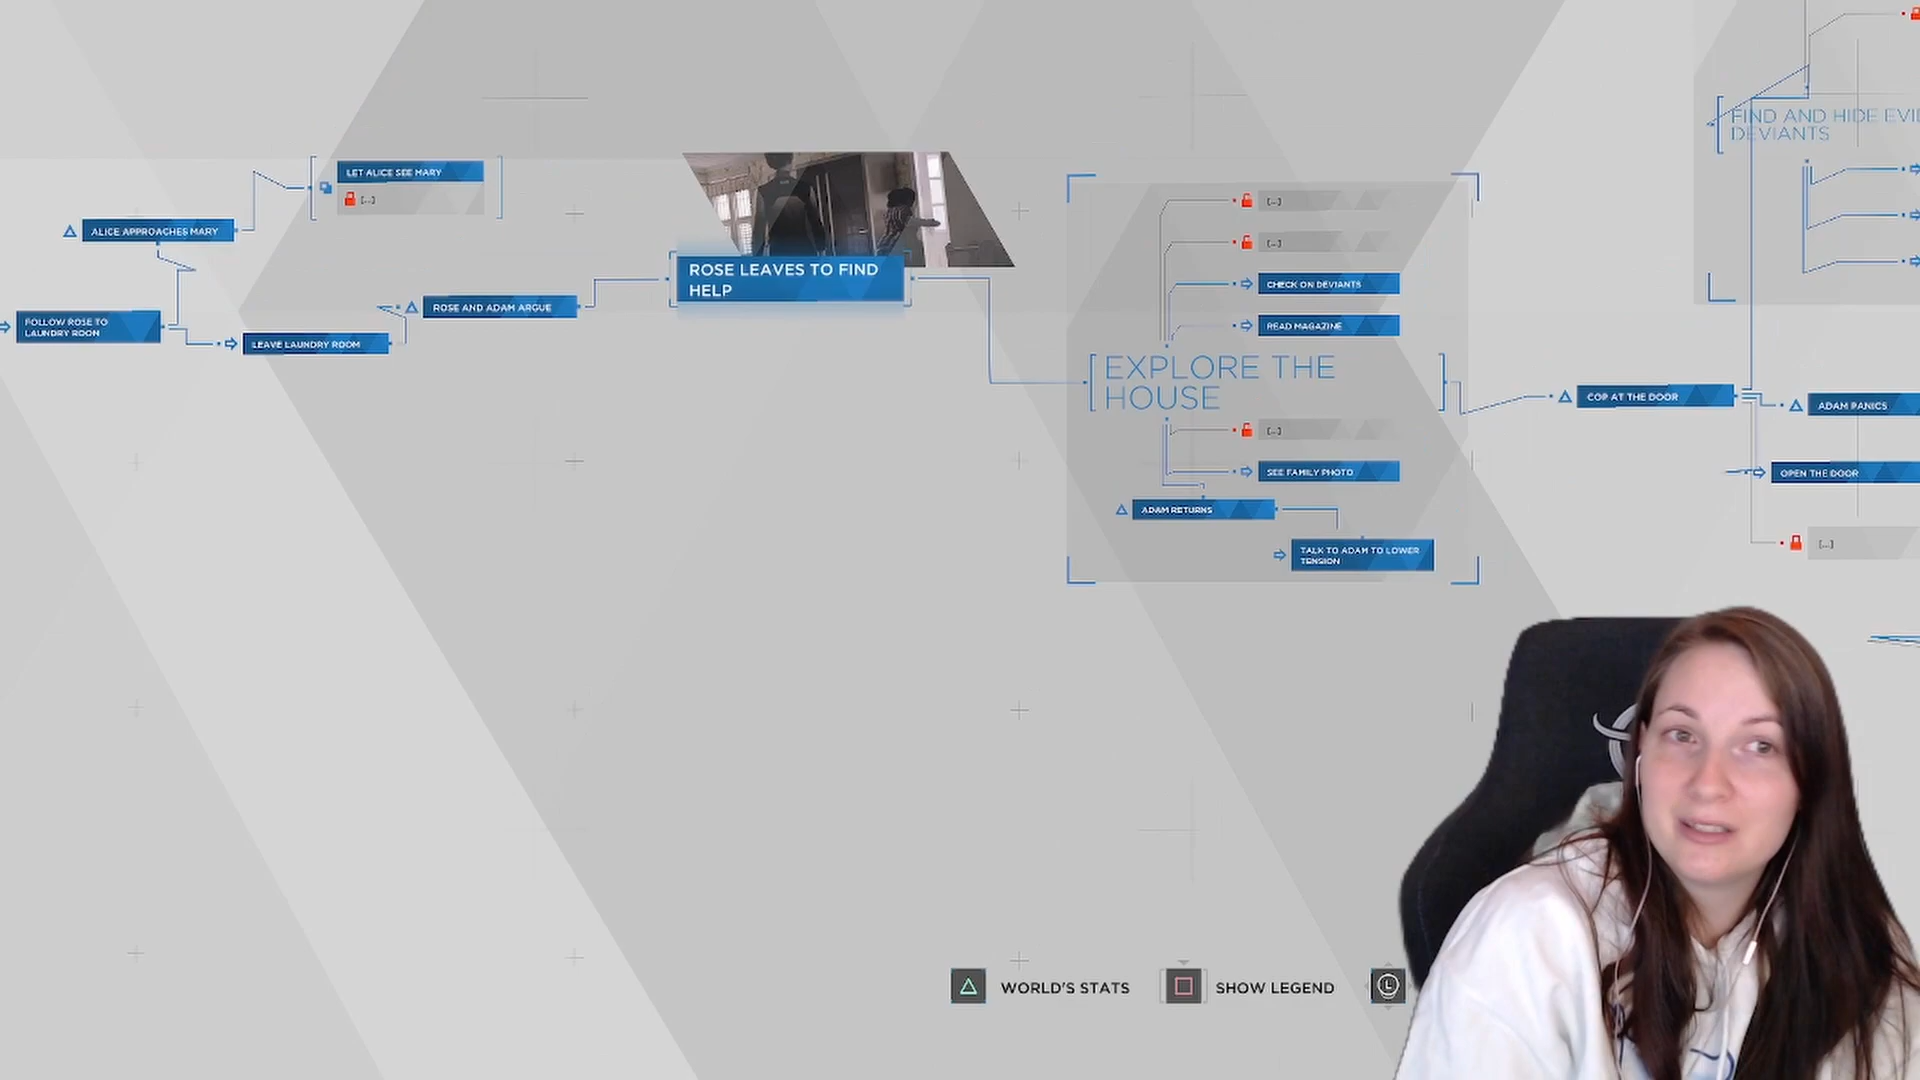 LET ALICE SEE MARY
[...]
ALICE APPROACHES MARY
FOLLOW ROSE TO
LAUNDRY ROOM
LEAVE LAUNDRY ROOM
ROSE AND ADAM ARGUE
ROSE LEAVES TO FIND
HELP
[...]
[...]
CHECK ON DEVIANTS
READ MAGAZINE
EXPLORE THE
HOUSE
[...]
SEE FAMILY PHOTO
ADAM RETURNS
TALK TO ADAM TO LOWER
TENSION
COP AT THE DOOR
FIND AND HIDE EVI
DEVIANTS
ADAM PANICS
OPEN THE DOOR
[...]
WORLD'S STATS
SHOW LEGEND
L